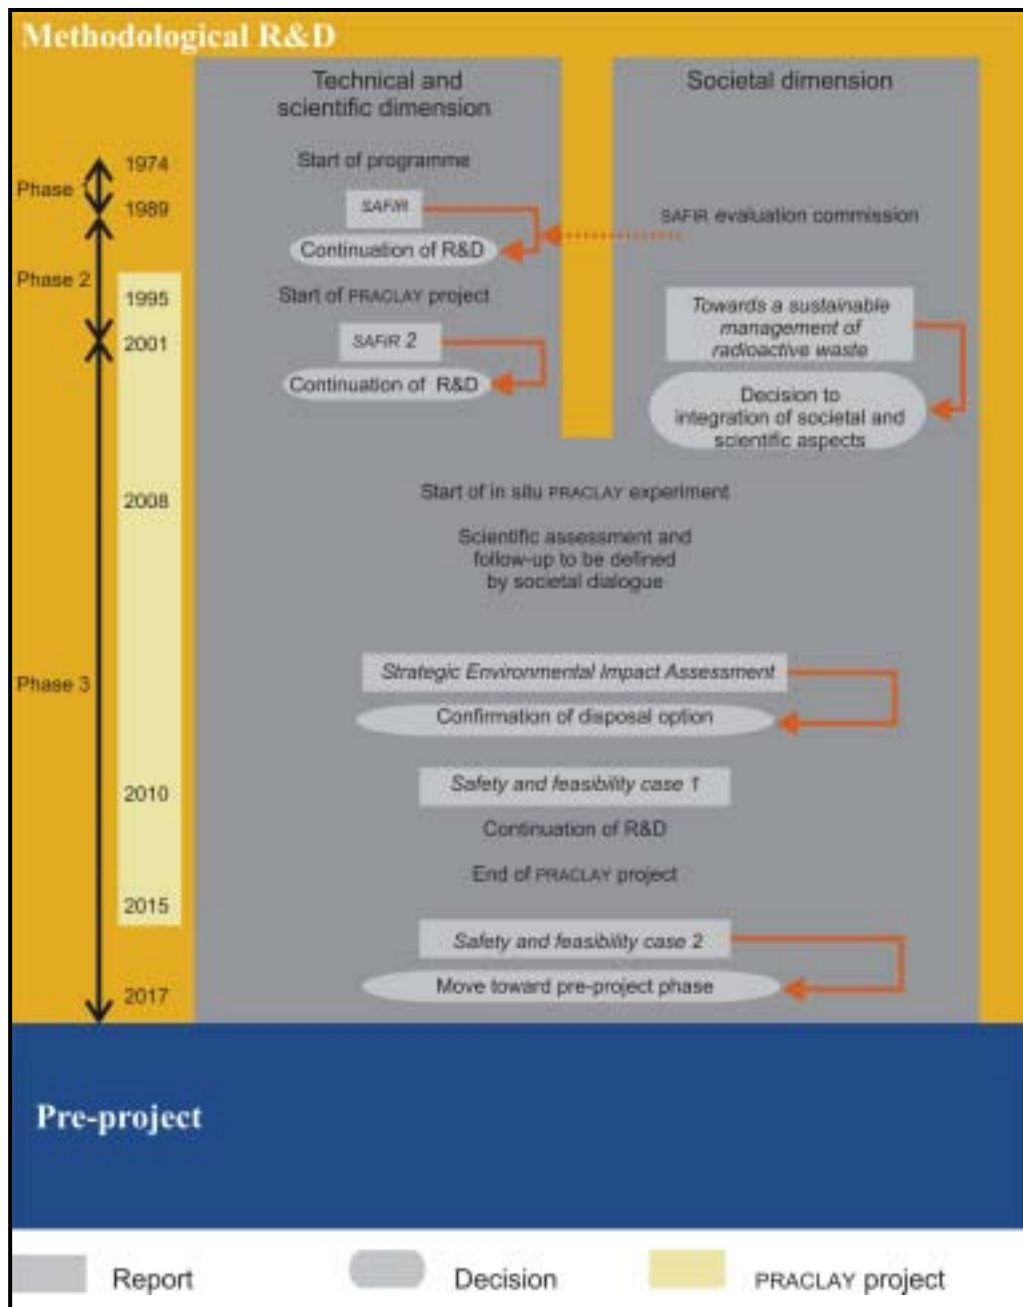 Methodological R&D
Technical and
scientific dimension
Societal dimension
1974
Start of programme
Phase 1
1989
SAFIR
SAFIR evaluation commission
Continuation of R&D
Phase 2
1995
Start of PRACLAY project
Towards a sustainable
management of
radioactive waste
2001
SAFIR 2
Continuation of R&D
Decision to
integration of societal and
scientific aspects
2008
Start of in situ PRACLAY experiment
Scientific assessment and
follow-up to be defined
by societal dialogue
Phase 3
Strategic Environmental Impact Assessment
Confirmation of disposal option
2010
Safety and feasibility case 1
Continuation of R&D
End of PRACLAY project
2015
Safety and feasibility case 2
Move toward pre-project phase
2017
Pre-project
Report
Decision
PRACLAY project